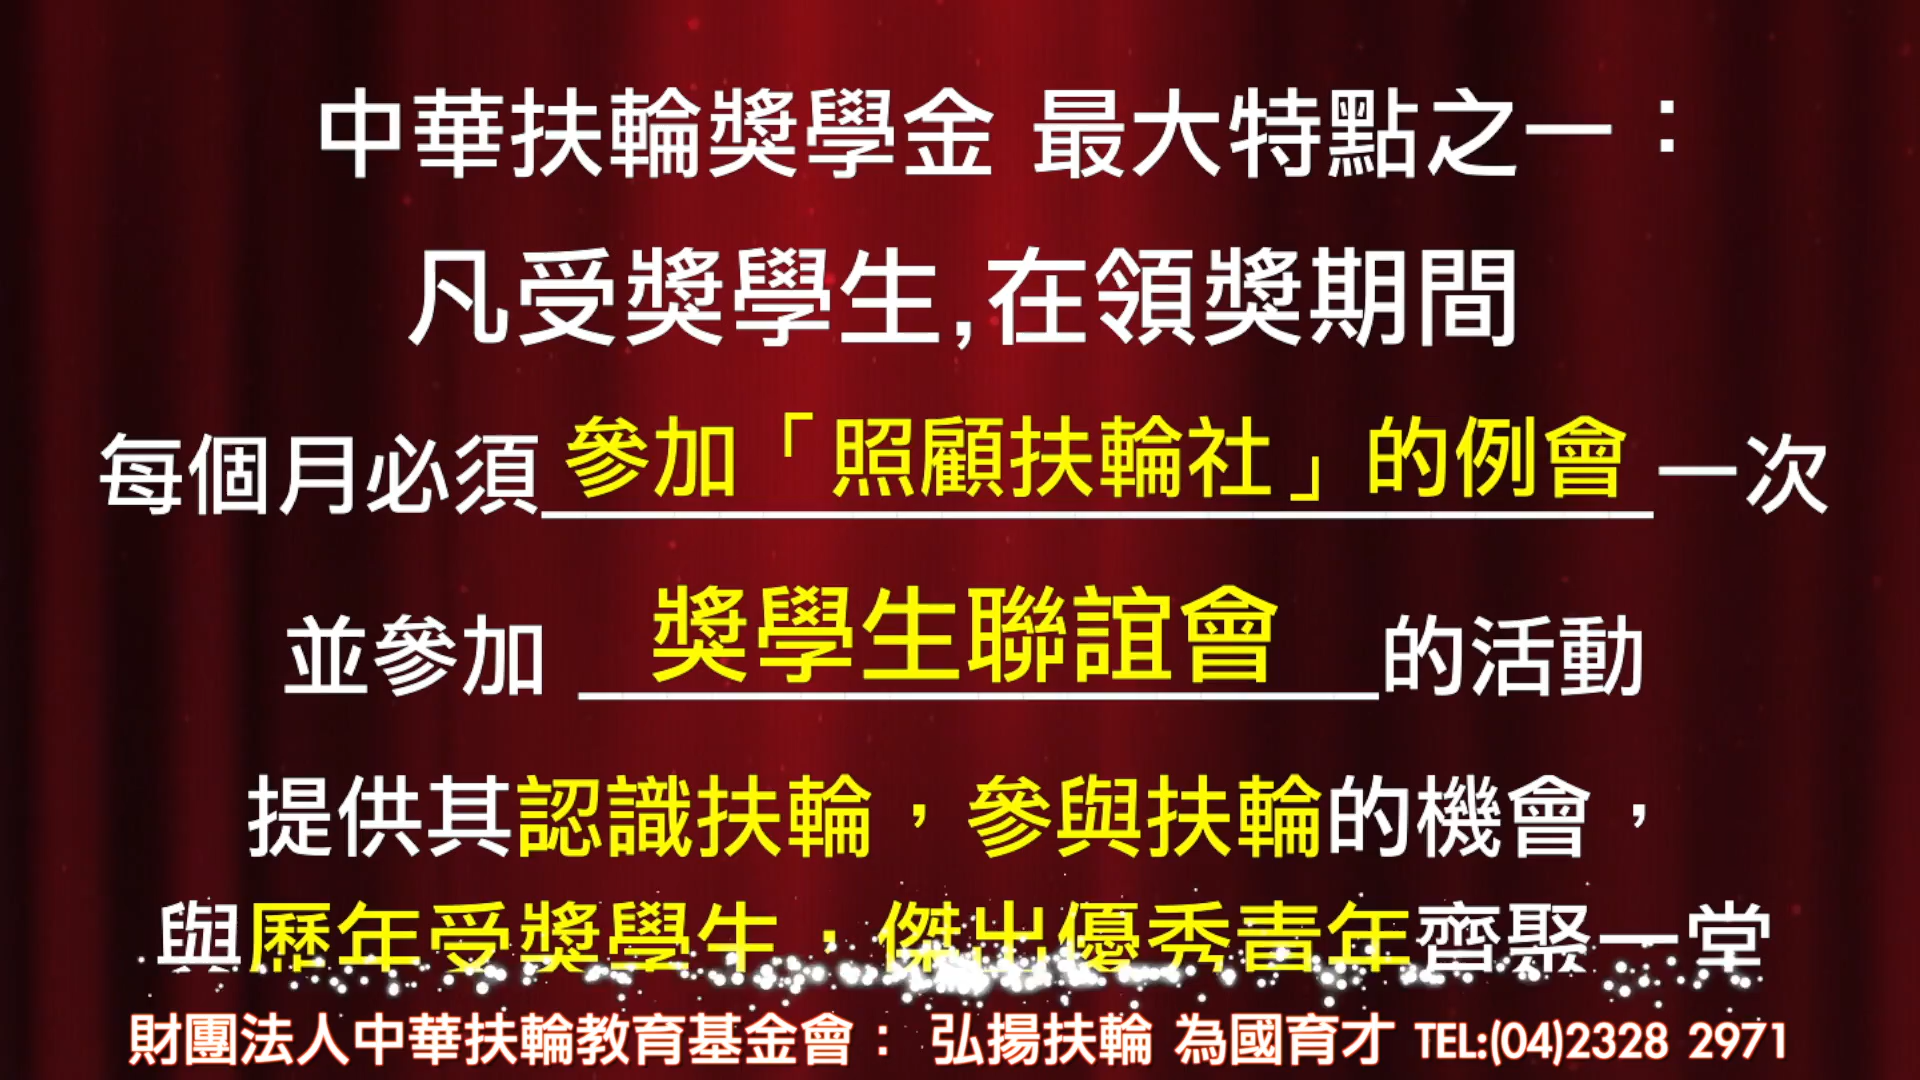 中華扶輪獎學金 最大特點之一：
凡受獎學生,在領獎期間
每個月必須參加「照顧扶輪社」的例會一次
並參加 獎學生聯誼會 的活動
提供其認識扶輪，參與扶輪的機會，
與歷年受獎學生，傑出優秀青年齊聚一堂
財團法人中華扶輪教育基金會： 弘揚扶輪 為國育才 TEL:(04)2328 2971